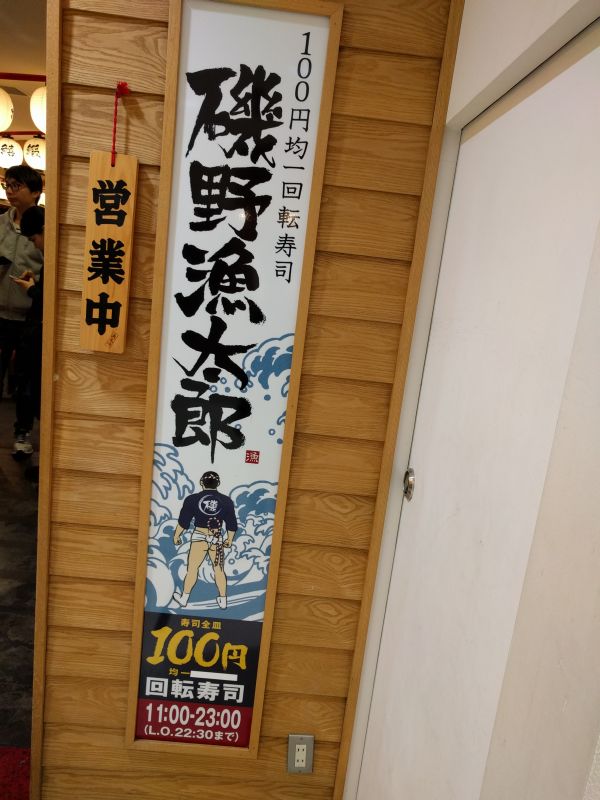 100円均一回転寿司
磯野漁太郎
漁
磯
寿司全皿
100円
均一
回転寿司
11:00-23:00
(L.O.22:30まで)
営業中